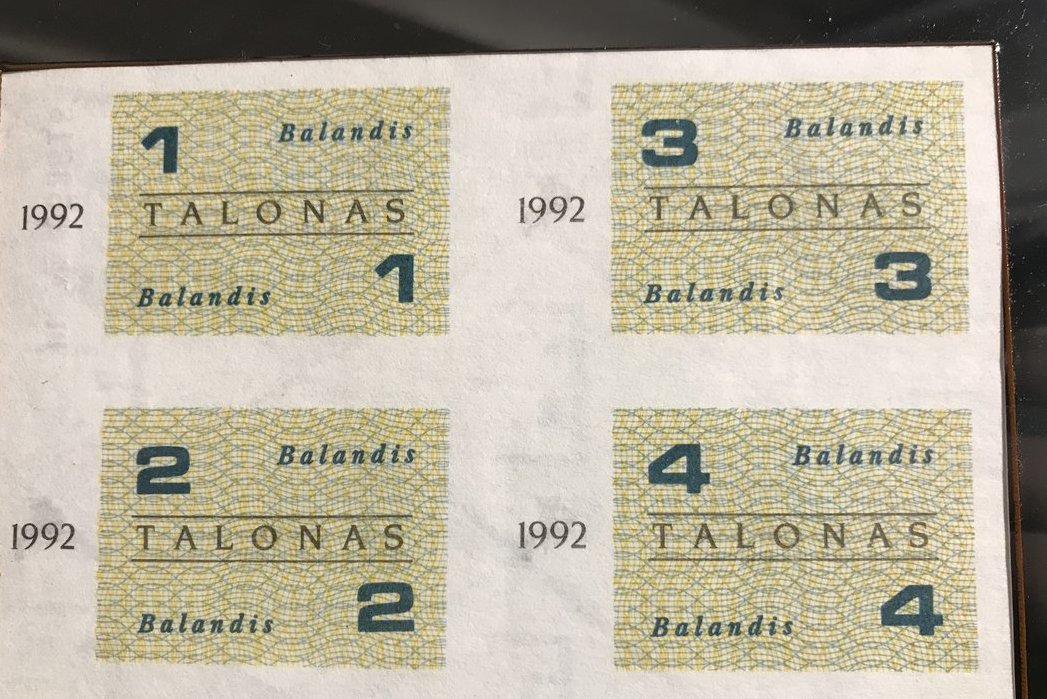 1 Balandis
1992 TALONAS
Balandis 1
3 Balandis
1992 TALONAS
Balandis 3
2 Balandis
1992 TALONAS
Balandis 2
4 Balandis
1992 TALONAS
Balandis 4